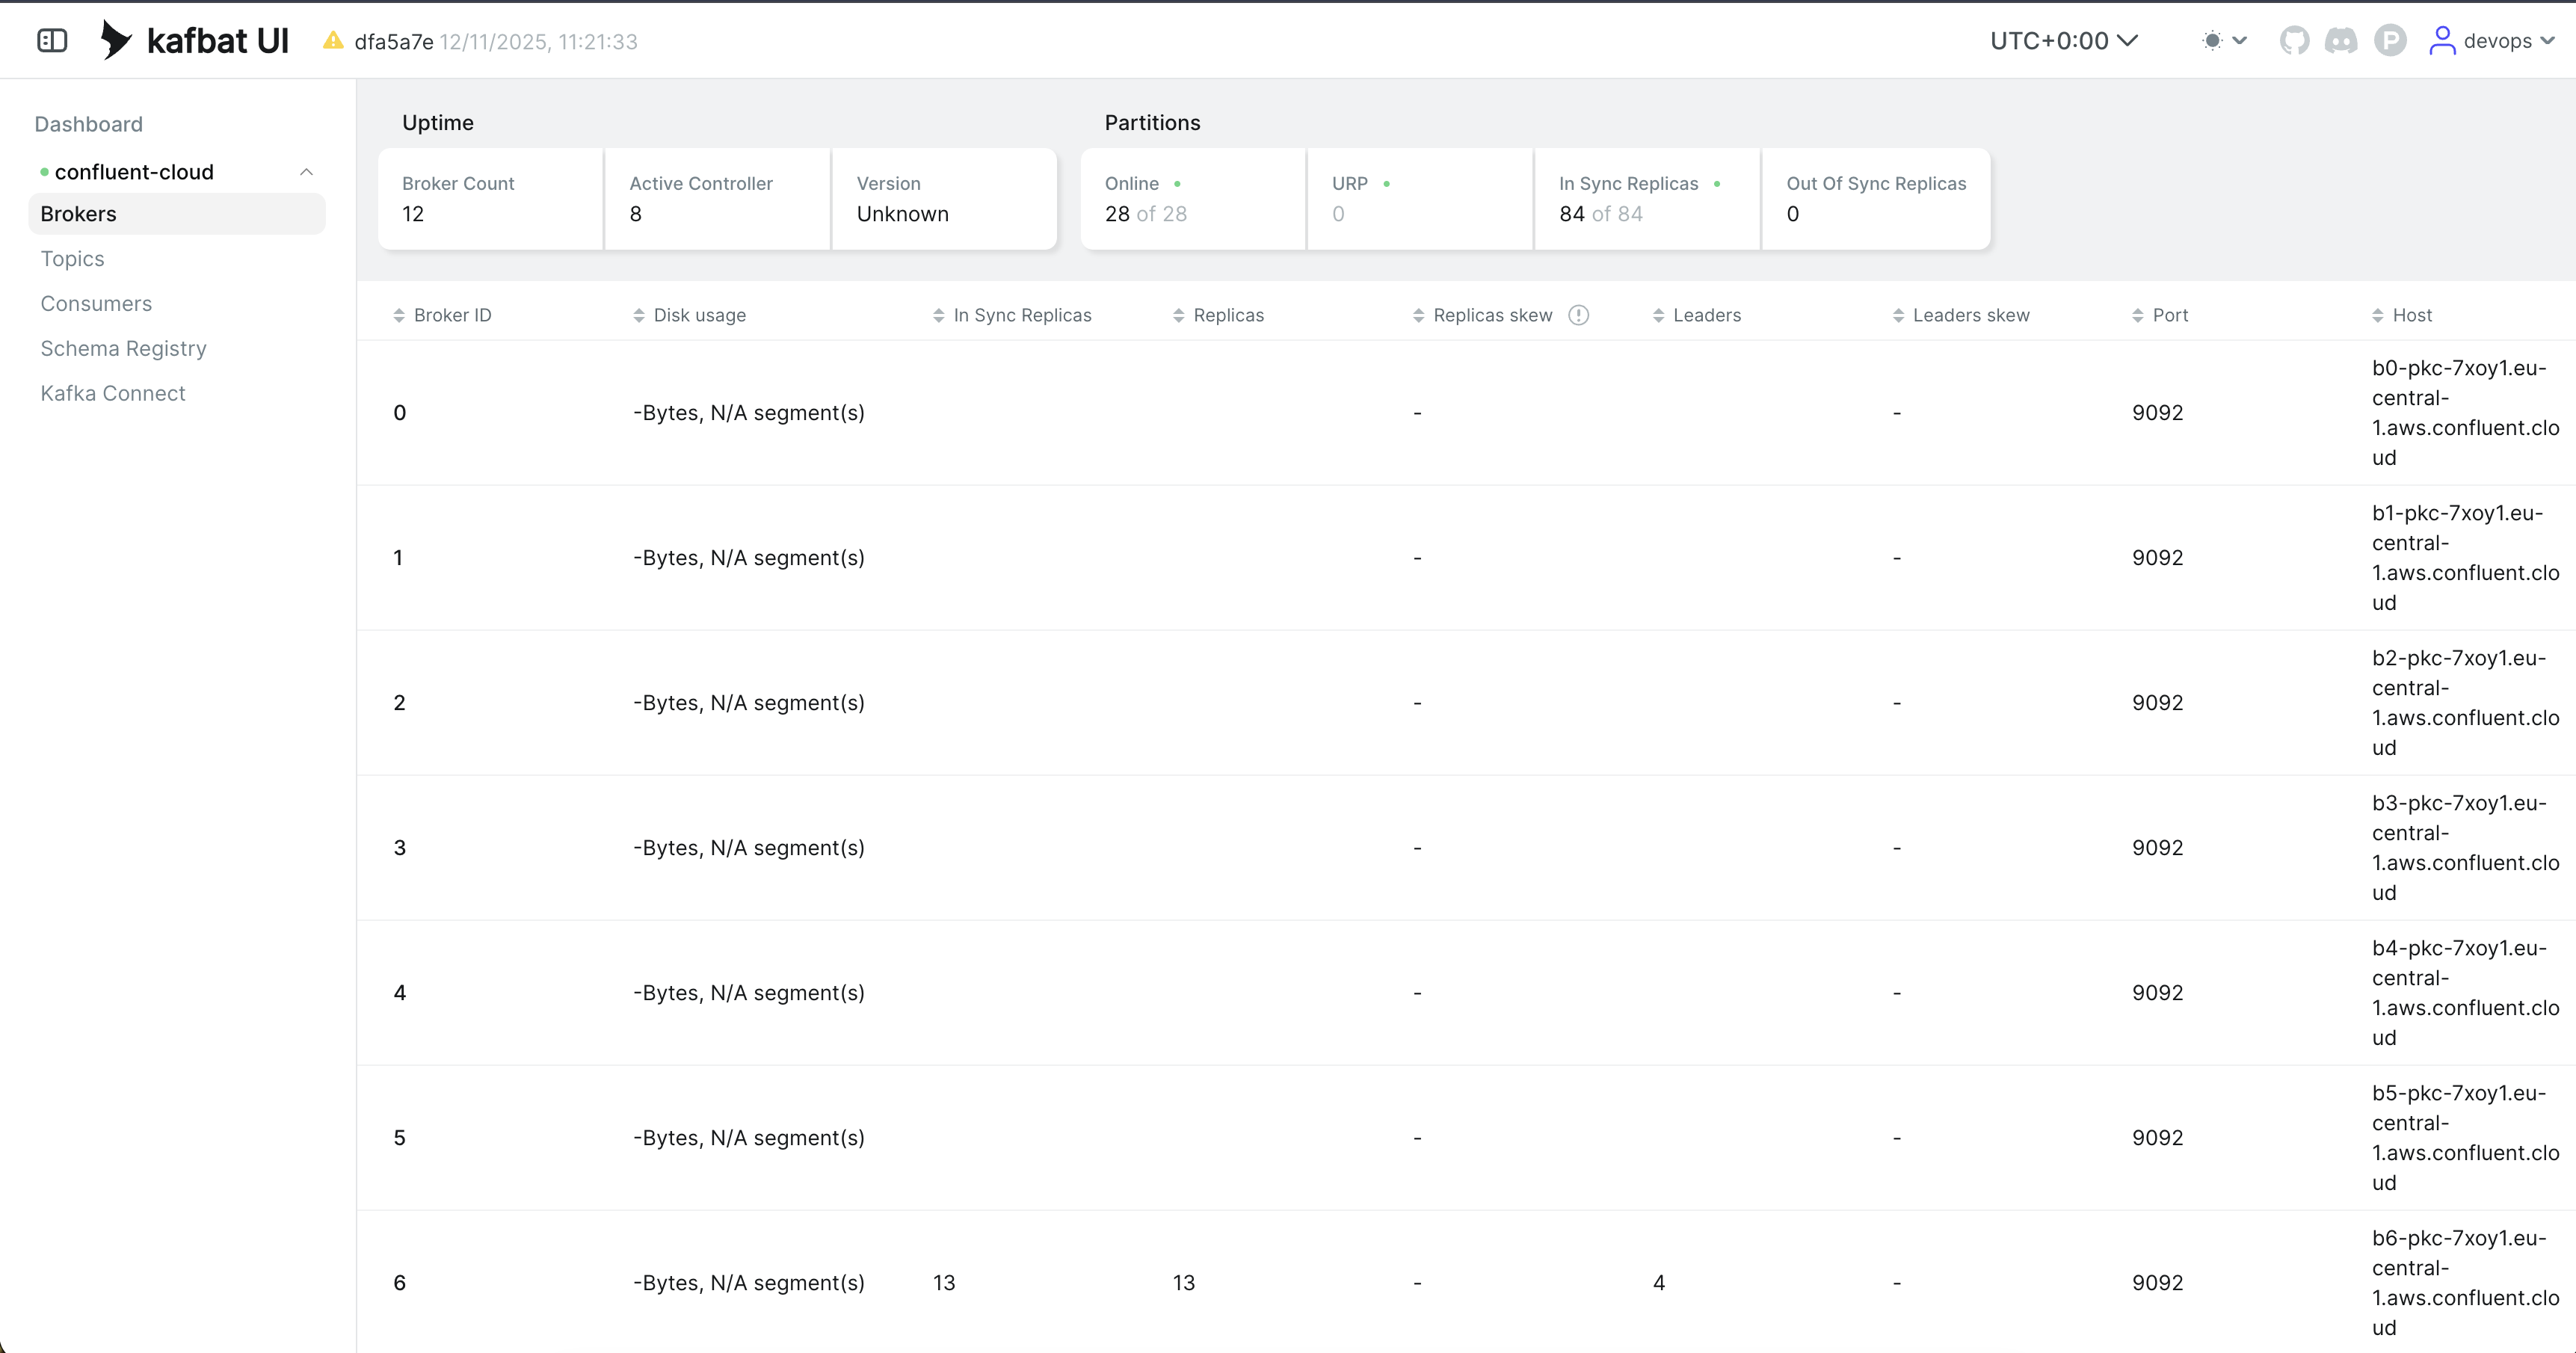 kafbat UI dfa5a7e 12/11/2025, 11:21:33 UTC+0:00 devops
Dashboard
confluent-cloud
Brokers
Topics
Consumers
Schema Registry
Kafka Connect
Uptime
Broker Count
12
Active Controller
8
Version
Unknown
Partitions
Online
28 of 28
URP
0
In Sync Replicas
84 of 84
Out Of Sync Replicas
0
Broker ID Disk usage In Sync Replicas Replicas Replicas skew Leaders Leaders skew Port Host
0 -Bytes, N/A segment(s) - - 9092
b0-pkc-7xoy1.eu-
central-
1.aws.confluent.clo
ud
1 -Bytes, N/A segment(s) - - 9092
b1-pkc-7xoy1.eu-
central-
1.aws.confluent.clo
ud
2 -Bytes, N/A segment(s) - - 9092
b2-pkc-7xoy1.eu-
central-
1.aws.confluent.clo
ud
3 -Bytes, N/A segment(s) - - 9092
b3-pkc-7xoy1.eu-
central-
1.aws.confluent.clo
ud
4 -Bytes, N/A segment(s) - - 9092
b4-pkc-7xoy1.eu-
central-
1.aws.confluent.clo
ud
5 -Bytes, N/A segment(s) - - 9092
b5-pkc-7xoy1.eu-
central-
1.aws.confluent.clo
ud
6 -Bytes, N/A segment(s) 13 13 - 4 - 9092
b6-pkc-7xoy1.eu-
central-
1.aws.confluent.clo
ud